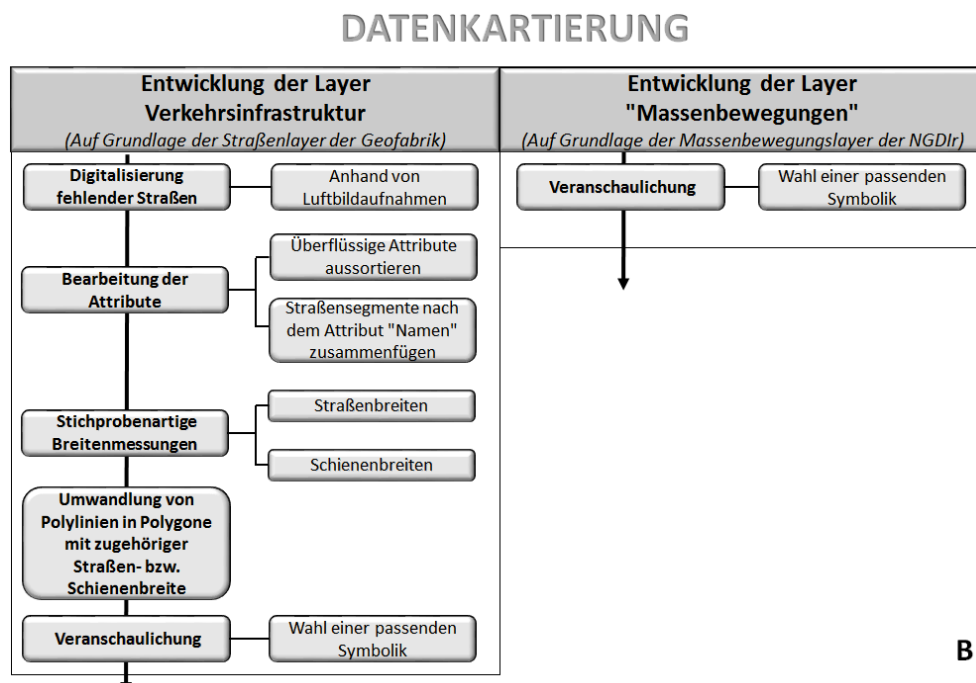 DATENKARTIERUNG
Entwicklung der Layer
Verkehrsinfrastruktur
(Auf Grundlage der Straßenlayer der Geofabrik)
Digitalisierung
fehlender Straßen
Anhand von
Luftbildaufnahmen
Bearbeitung der
Attribute
Überflüssige Attribute
aussortieren
Straßensegmente nach
dem Attribut "Namen"
zusammenfügen
Stichprobenartige
Breitenmessungen
Straßenbreiten
Schienenbreiten
Umwandlung von
Polylinien in Polygone
mit zugehöriger
Straßen- bzw.
Schienenbreite
Veranschaulichung
Wahl einer passenden
Symbolik
Entwicklung der Layer
"Massenbewegungen"
(Auf Grundlage der Massenbewegungslayer der NGDIr)
Veranschaulichung
Wahl einer passenden
Symbolik
B